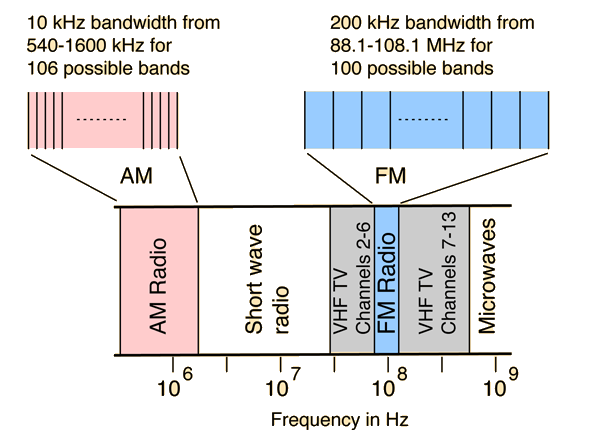 10 kHz bandwidth from
540-1600 kHz for
106 possible bands
200 kHz bandwidth from
88.1-108.1 MHz for
100 possible bands
AM
FM
AM Radio
Short wave
radio
VHF TV
Channels 2-6
FM Radio
VHF TV
Channels 7-13
Microwaves
10 6
10 7
10 8
10 9
Frequency in Hz